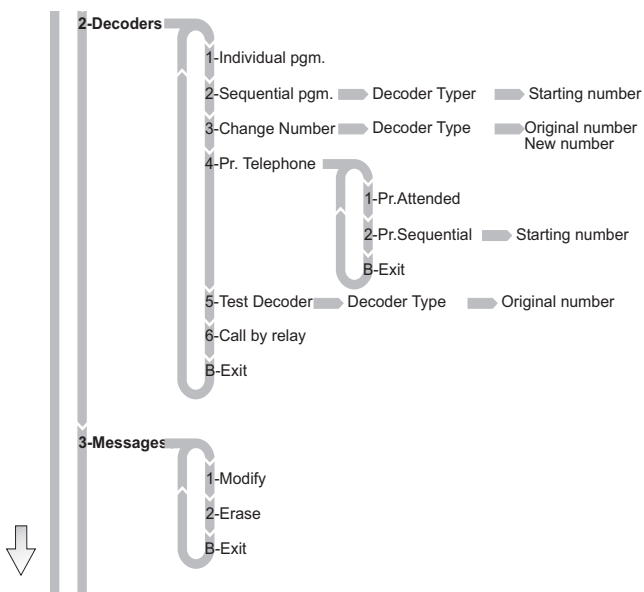 2-Decoders
1-Individual pgm.
2-Sequential pgm. Decoder Typer Starting number
3-Change Number Decoder Type Original number
New number
4-Pr. Telephone
1-Pr.Attended
2-Pr.Sequential Starting number
B-Exit
5-Test Decoder Decoder Type Original number
6-Call by relay
B-Exit
3-Messages
1-Modify
2-Erase
B-Exit